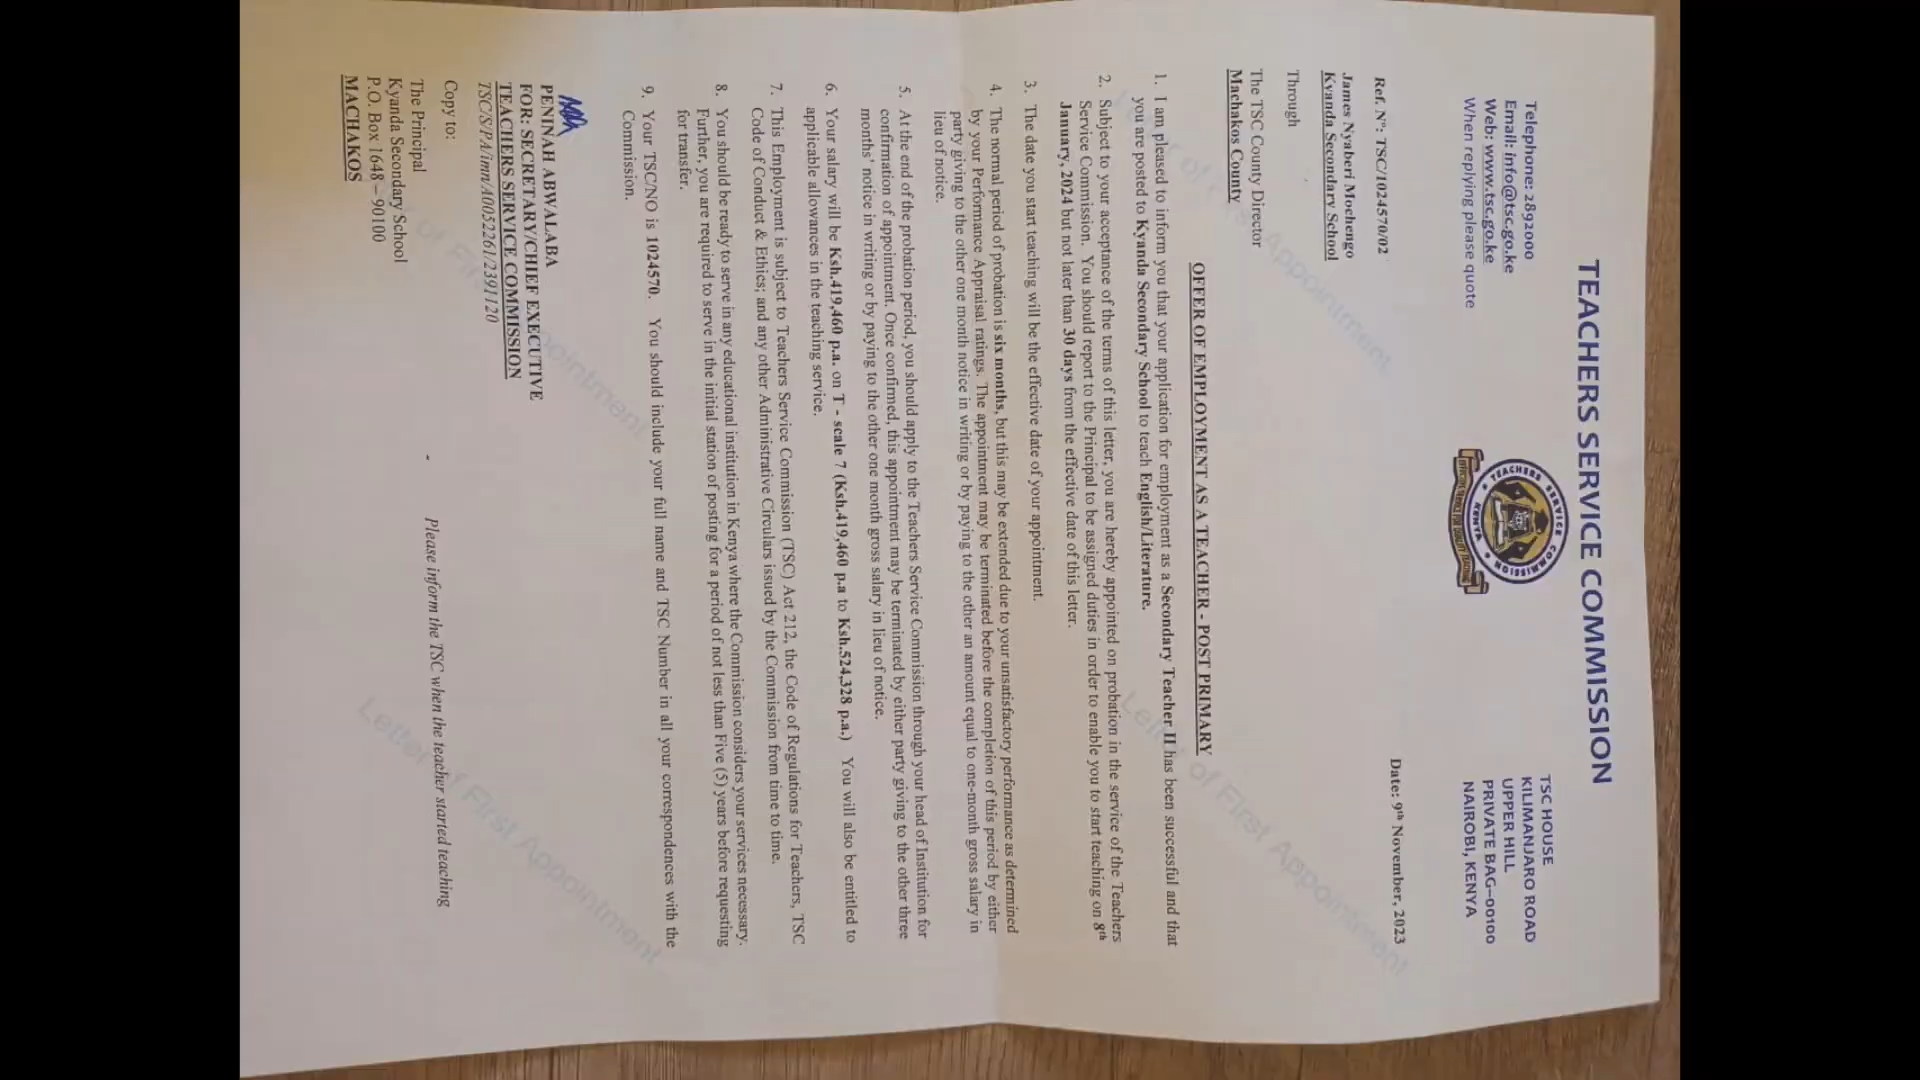 TEACHERS SERVICE COMMISSION
Telephone: 2892000
Email: info@tsc.go.ke
Web: www.tsc.go.ke
When replying please quote
TEACHERS SERVICE COMMISSION
KENYA
TSC HOUSE
KILIMANJARO ROAD
UPPER HILL
PRIVATE BAG–00100
NAIROBI, KENYA
Ref. Nº: TSC/1024570/02
Date: 9th November, 2023
James Nyaberi Mochengo
Kyanda Secondary School
Through
The TSC County Director
Machakos County
OFFER OF EMPLOYMENT AS A TEACHER - POST PRIMARY
1. I am pleased to inform you that your application for employment as a Secondary Teacher II has been successful and that
you are posted to Kyanda Secondary School to teach English/Literature.
2. Subject to your acceptance of the terms of this letter, you are hereby appointed on probation in the service of the Teachers
Service Commission. You should report to the Principal to be assigned duties in order to enable you to start teaching on 8th
January, 2024 but not later than 30 days from the effective date of this letter.
3. The date you start teaching will be the effective date of your appointment.
4. The normal period of probation is six months, but this may be extended due to your unsatisfactory performance as determined
by your Performance Appraisal ratings. The appointment may be terminated before the completion of this period by either
party giving to the other one month notice in writing or by paying to the other an amount equal to one-month gross salary in
lieu of notice.
5. At the end of the probation period, you should apply to the Teachers Service Commission through your head of Institution for
confirmation of appointment. Once confirmed, this appointment may be terminated by either party giving to the other three
months' notice in writing or by paying to the other one month gross salary in lieu of notice.
6. Your salary will be Ksh.419,460 p.a. on T - scale 7 (Ksh.419,460 p.a to Ksh.524,328 p.a.) You will also be entitled to
applicable allowances in the teaching service.
7. This Employment is subject to Teachers Service Commission (TSC) Act 212, the Code of Regulations for Teachers, TSC
Code of Conduct & Ethics; and any other Administrative Circulars issued by the Commission from time to time.
8. You should be ready to serve in any educational institution in Kenya where the Commission considers your services necessary.
Further, you are required to serve in the initial station of posting for a period of not less than Five (5) years before requesting
for transfer.
9. Your TSC/NO is 1024570. You should include your full name and TSC Number in all your correspondences with the
Commission.
PENINAH ABWALABA
FOR: SECRETARY/CHIEF EXECUTIVE
TEACHERS SERVICE COMMISSION
TSC/S/PA/imn/A0052261/2391120
Copy to:
The Principal - Please inform the TSC when the teacher started teaching
Kyanda Secondary School
P.O. Box 1648 – 90100
MACHAKOS
Letter of First Appointment
Letter of First Appointment